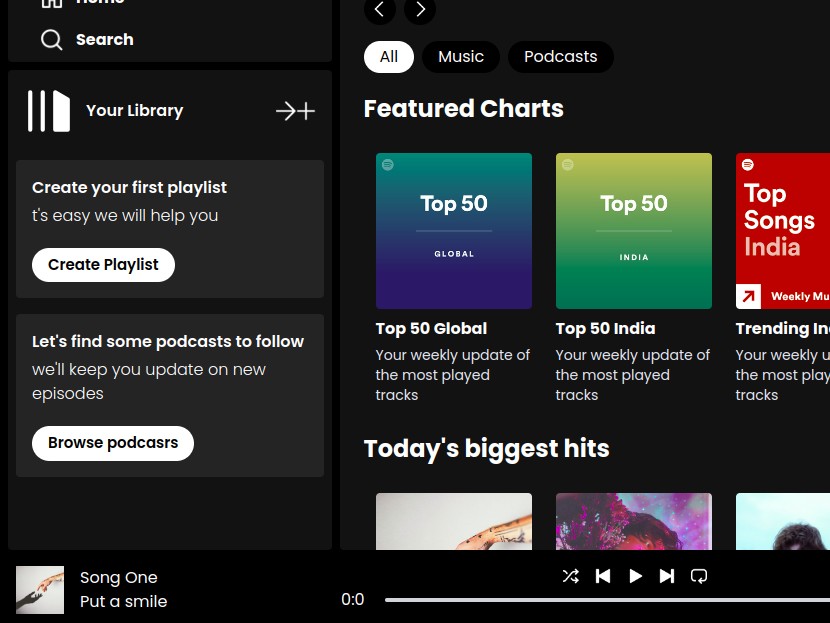 Home
Search
Your Library
Create your first playlist
t's easy we will help you
Create Playlist
Let's find some podcasts to follow
we'll keep you update on new
episodes
Browse podcasrs
All
Music
Podcasts
Featured Charts
Top 50
GLOBAL
Top 50 Global
Your weekly update of
the most played
tracks
Top 50
INDIA
Top 50 India
Your weekly update of
the most played
tracks
Top
Songs
India
Weekly Mu
Trending In
Your weekly u
the most play
tracks
Today's biggest hits
Song One
Put a smile
0:0